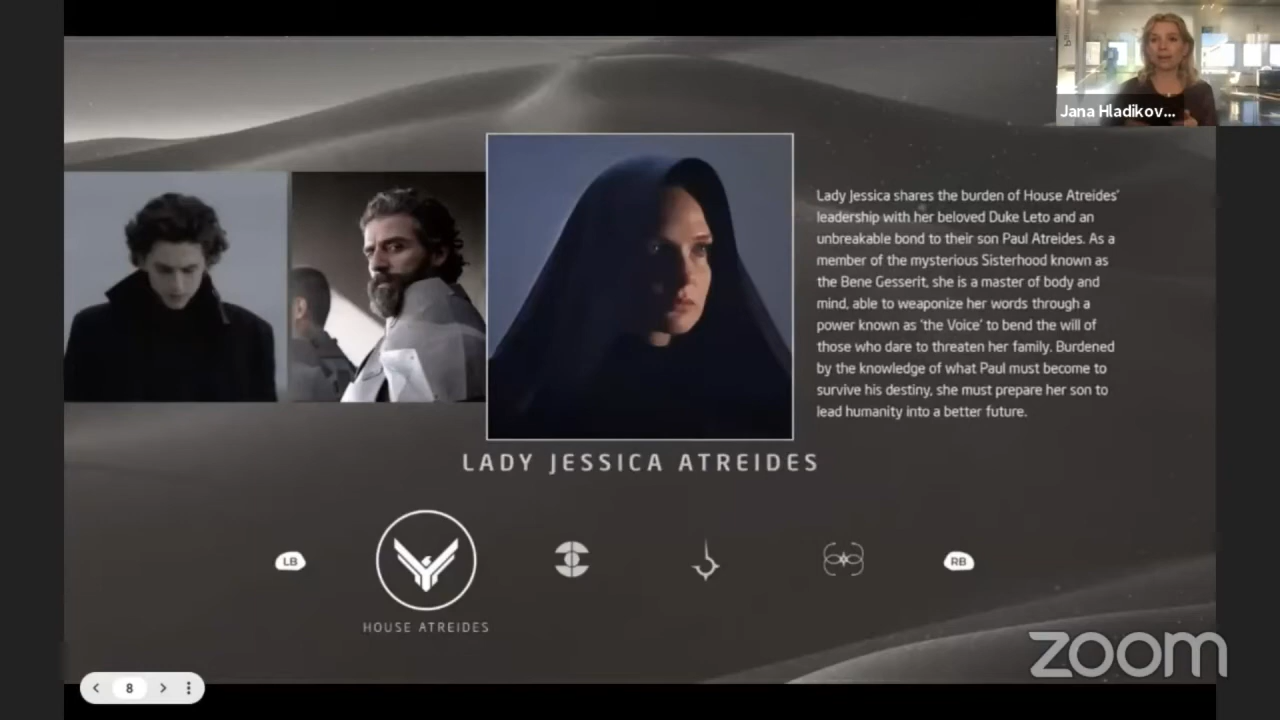 Jana Hladikov...
Lady Jessica shares the burden of House Atreides'
leadership with her beloved Duke Leto and an
unbreakable bond to their son Paul Atreides. As a
member of the mysterious Sisterhood known as
the Bene Gesserit, she is a master of body and
mind, able to weaponize her words through a
power known as 'the Voice' to bend the will of
those who dare to threaten her family. Burdened
by the knowledge of what Paul must become to
survive his destiny, she must prepare her son to
lead humanity into a better future.
LADY JESSICA ATREIDES
LB
RB
HOUSE ATREIDES
zoom
8